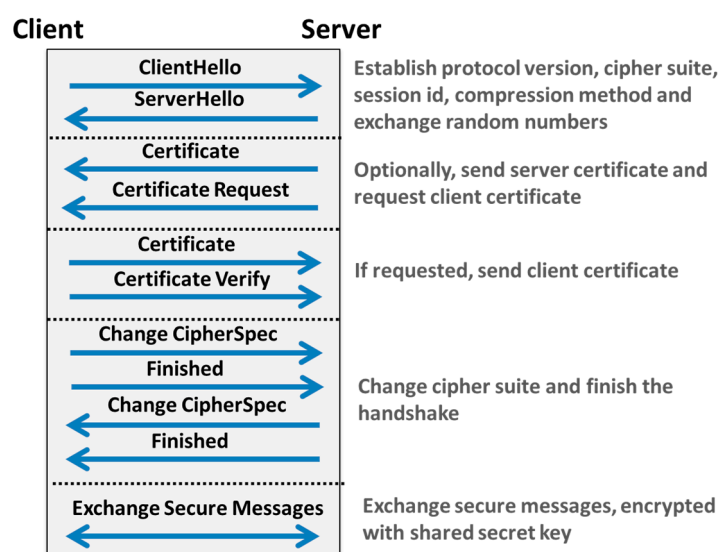 Client
Server
ClientHello
ServerHello
Establish protocol version, cipher suite,
session id, compression method and
exchange random numbers
Certificate
Certificate Request
Optionally, send server certificate and
request client certificate
Certificate
Certificate Verify
If requested, send client certificate
Change CipherSpec
Finished
Change CipherSpec
Finished
Change cipher suite and finish the
handshake
Exchange Secure Messages
Exchange secure messages, encrypted
with shared secret key